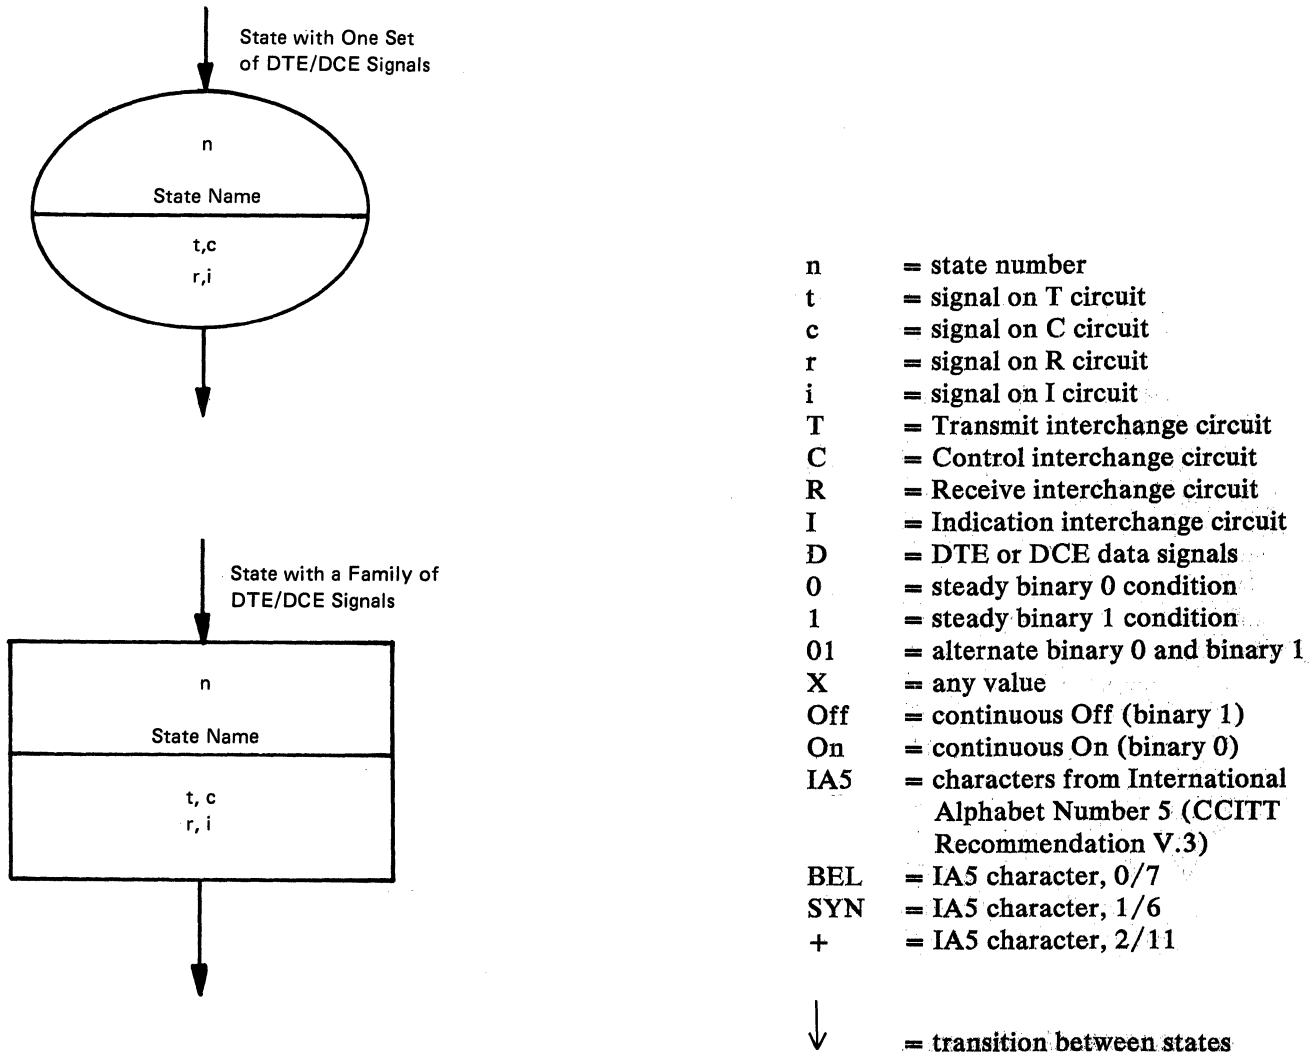 State with One Set
of DTE/DCE Signals
n
State Name
t,c
r,i
State with a Family of
DTE/DCE Signals
n
State Name
t, c
r, i
n = state number
t = signal on T circuit
c = signal on C circuit
r = signal on R circuit
i = signal on I circuit
T = Transmit interchange circuit
C = Control interchange circuit
R = Receive interchange circuit
I = Indication interchange circuit
D = DTE or DCE data signals
0 = steady binary 0 condition
1 = steady binary 1 condition
01 = alternate binary 0 and binary 1
X = any value
Off = continuous Off (binary 1)
On = continuous On (binary 0)
IA5 = characters from International
Alphabet Number 5 (CCITT
Recommendation V.3)
BEL = IA5 character, 0/7
SYN = IA5 character, 1/6
+ = IA5 character, 2/11
↓ = transition between states